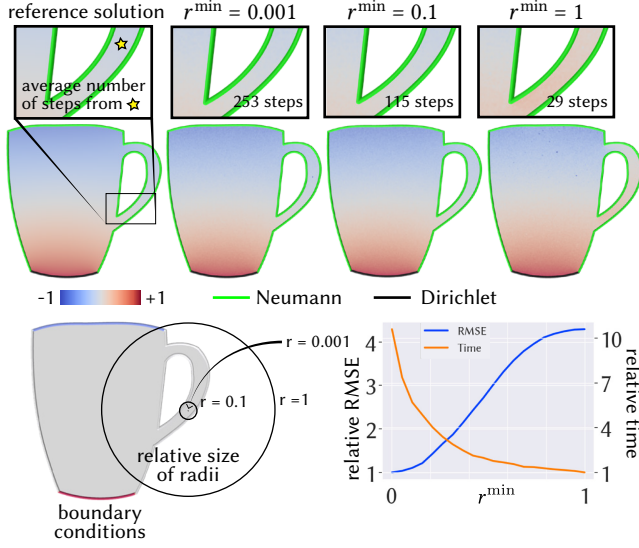 reference solution
r^min = 0.001
r^min = 0.1
r^min = 1
average number
of steps from
253 steps
115 steps
29 steps
-1
+1
Neumann
Dirichlet
r = 0.001
r = 0.1
r = 1
relative size
of radii
boundary
conditions
relative RMSE
4
3
2
1
RMSE
Time
10
7
4
1
relative time
0
r^min
1